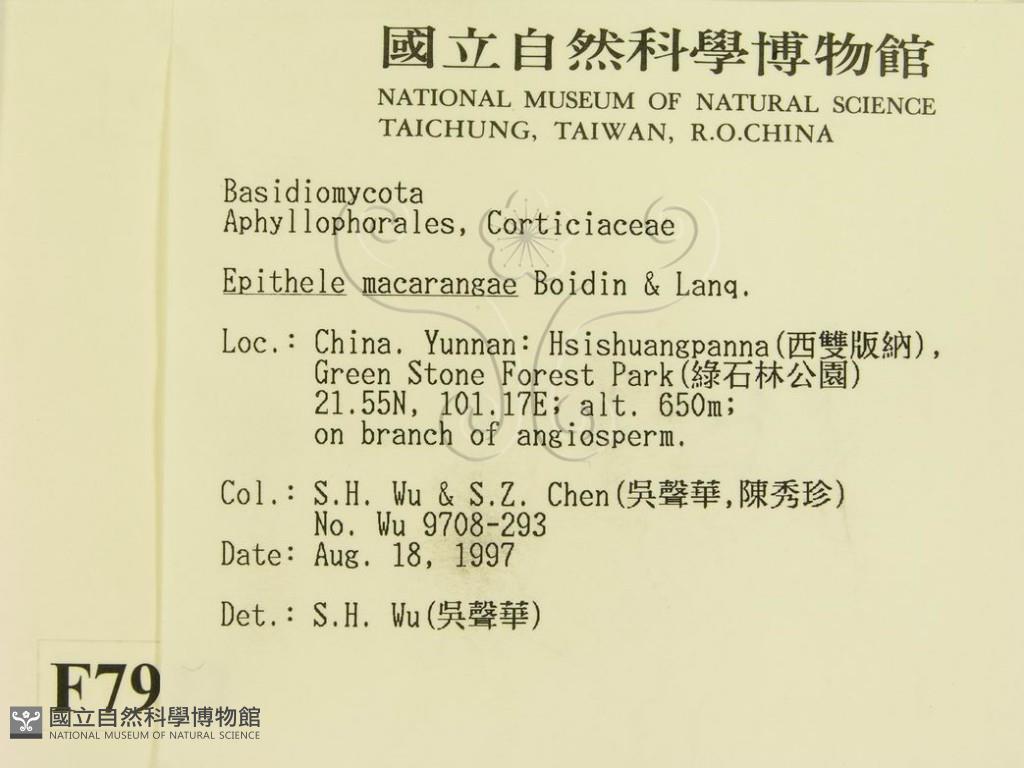 國立自然科學博物館
NATIONAL MUSEUM OF NATURAL SCIENCE
TAICHUNG, TAIWAN, R.O.CHINA
Basidiomycota
Aphyllophorales, Corticiaceae
Epithele macarangae Boidin & Lanq.
Loc.: China. Yunnan: Hsishuangpanna(西雙版納),
Green Stone Forest Park(綠石林公園)
21.55N, 101.17E; alt. 650m;
on branch of angiosperm.
Col.: S.H. Wu & S.Z. Chen(吳聲華,陳秀珍)
No. Wu 9708-293
Date: Aug. 18, 1997
Det.: S.H. Wu(吳聲華)
F79
國立自然科學博物館
NATIONAL MUSEUM OF NATURAL SCIENCE